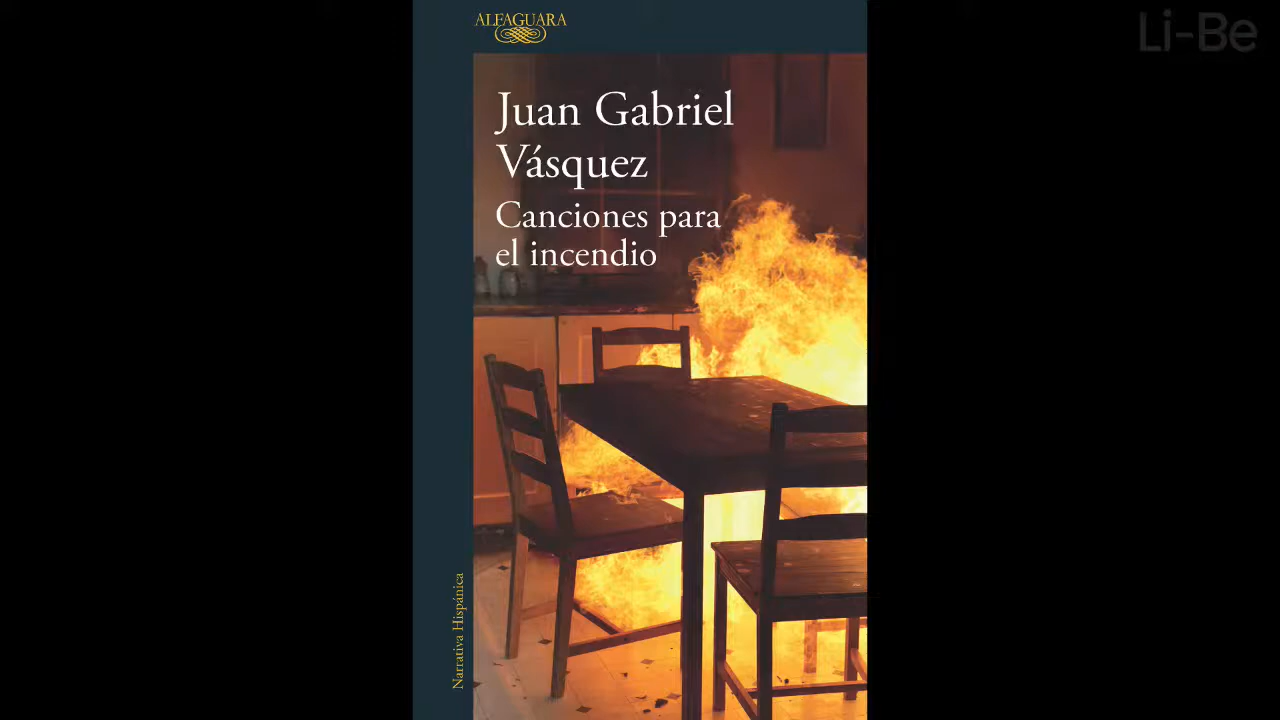 Li-Be
ALFAGUARA
Juan Gabriel
Vásquez
Canciones para
el incendio
Narrativa Hispánica